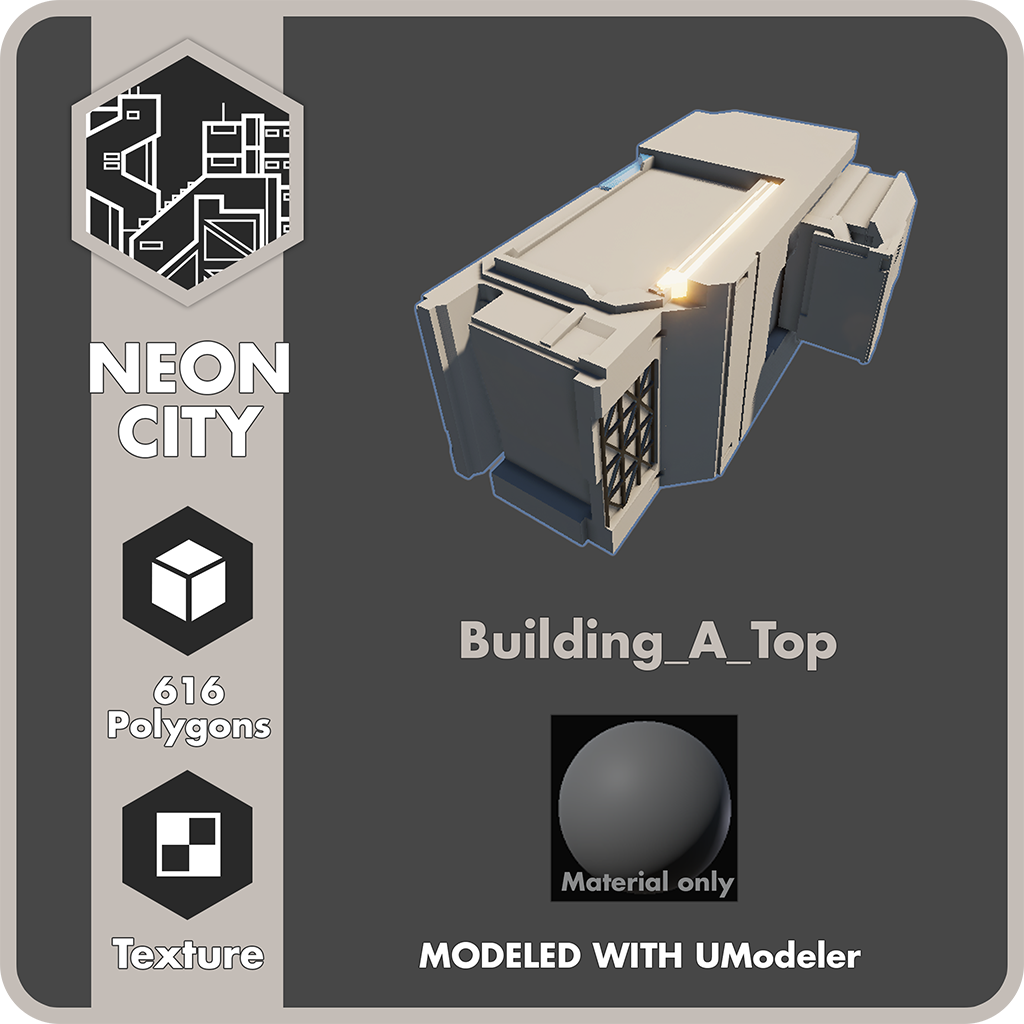 NEON
CITY
616
Polygons
Texture
Building_A_Top
Material only
MODELED WITH UModeler